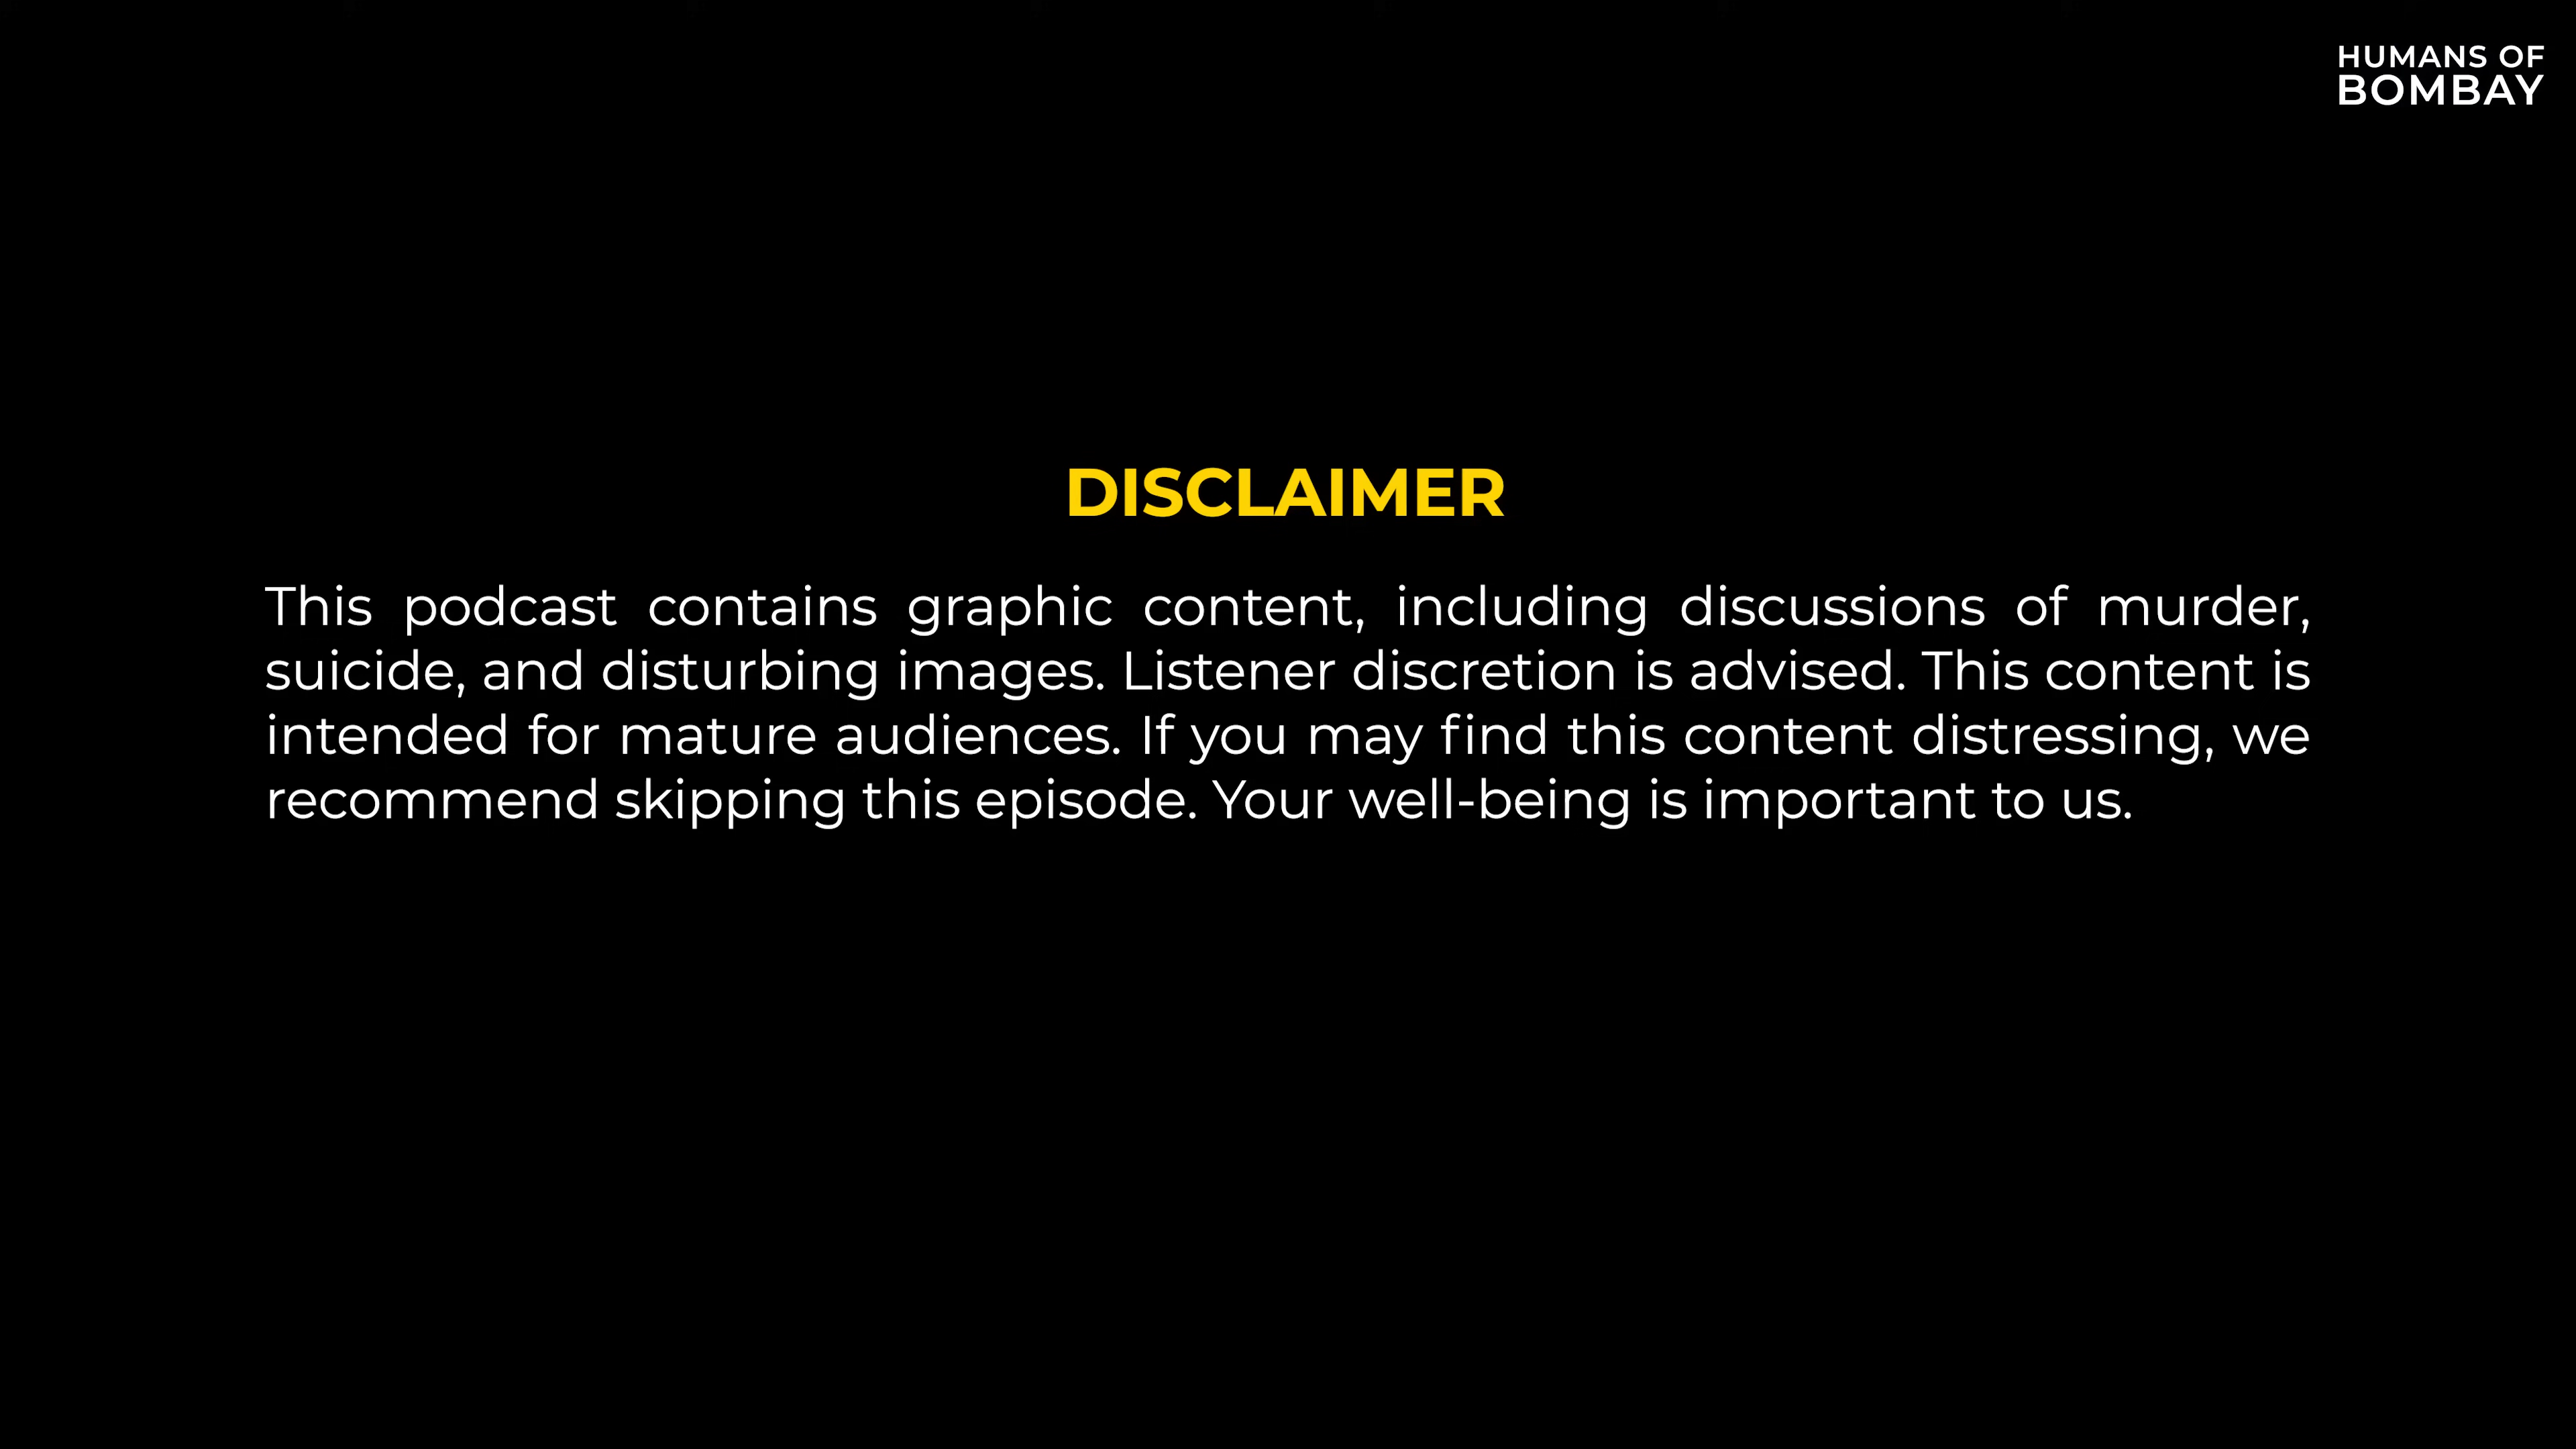 HUMANS OF
BOMBAY
DISCLAIMER
This podcast contains graphic content, including discussions of murder,
suicide, and disturbing images. Listener discretion is advised. This content is
intended for mature audiences. If you may find this content distressing, we
recommend skipping this episode. Your well-being is important to us.